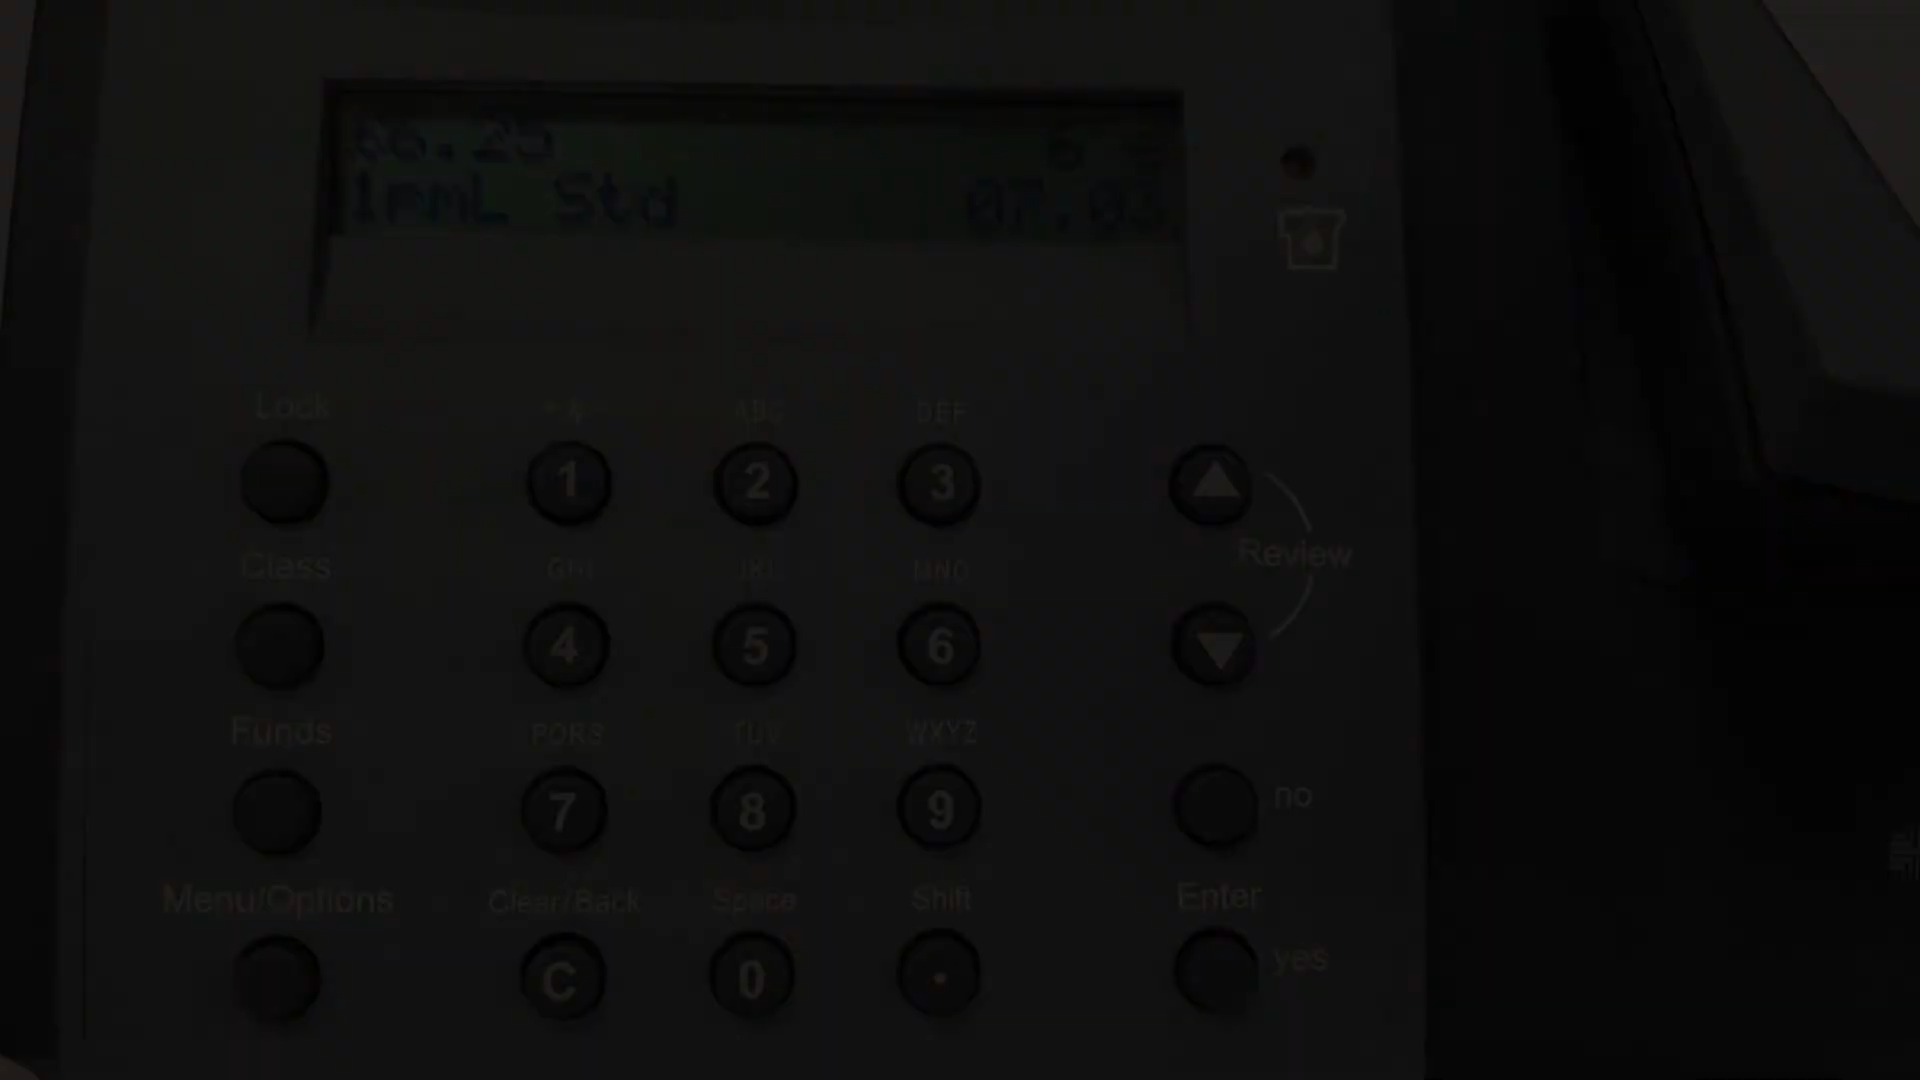 1mmL Std
Lock
ABC DEF
1 2 3
Review
Class
GHI JKL MNO
4 5 6
Funds
PQRS TUV WXYZ
7 8 9
no
Menu/Options
Clear/Back Space Shift Enter
C 0 .
yes